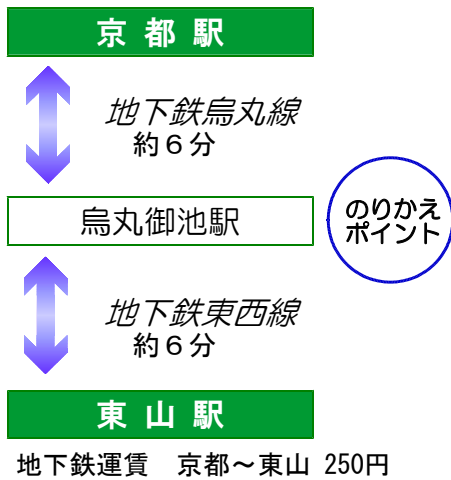 京都駅
地下鉄烏丸線
約6分
烏丸御池駅
のりかえ
ポイント
地下鉄東西線
約6分
東山駅
地下鉄運賃　京都～東山 250円